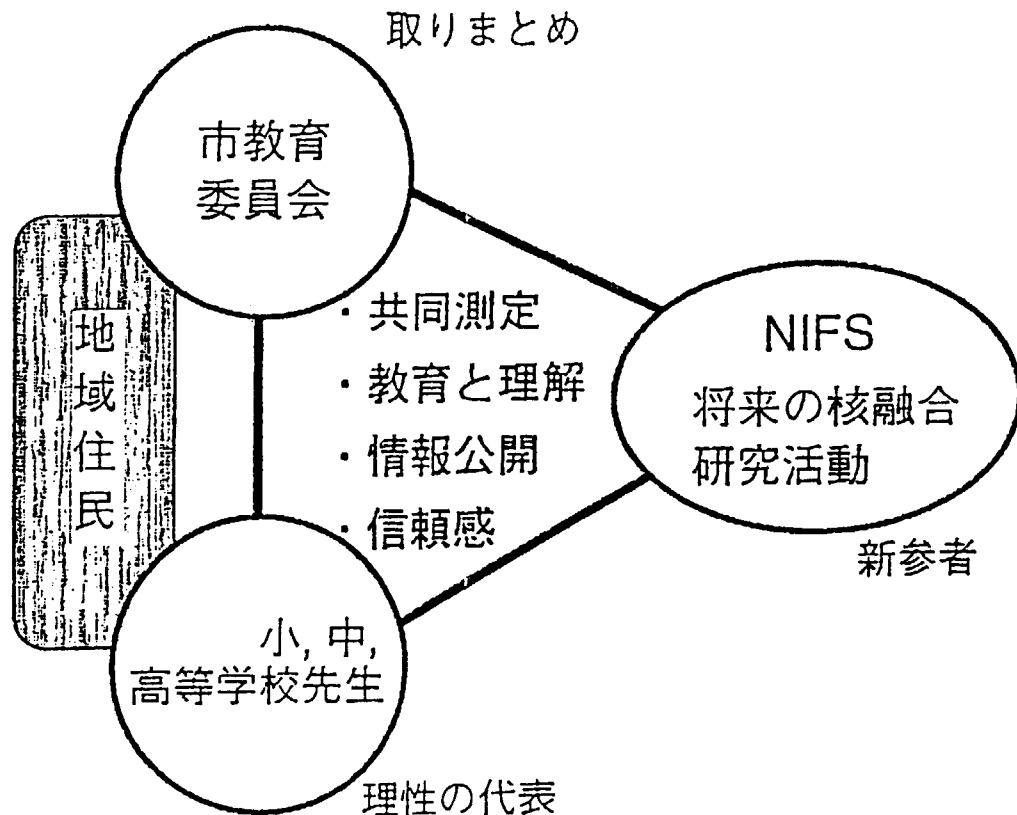 取りまとめ
市教育
委員会
地域住民
・共同測定
・教育と理解
・情報公開
・信頼感
NIFS
将来の核融合
研究活動
新参者
小, 中,
高等学校先生
理性の代表